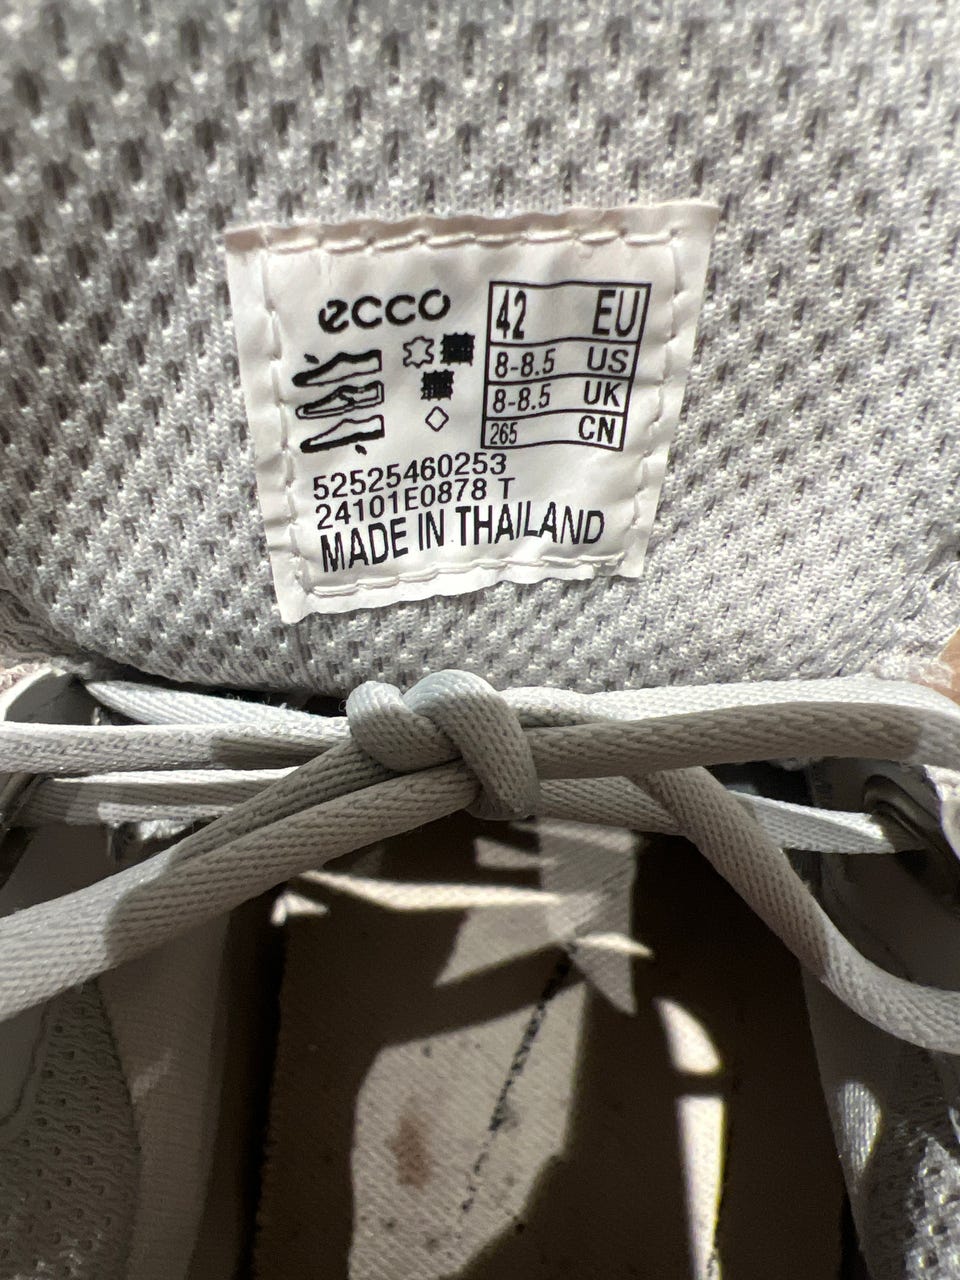 ecco
42 EU
8-8.5 US
8-8.5 UK
265 CN
52525460253
24101E0878 T
MADE IN THAILAND